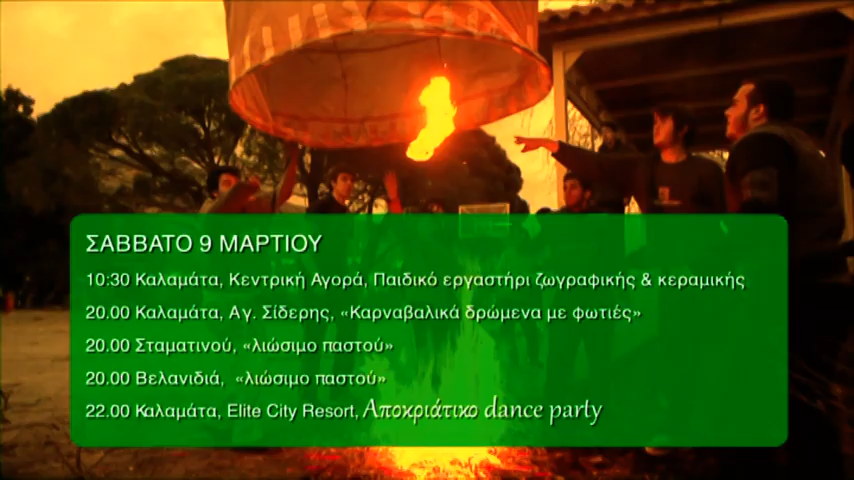 ΣΑΒΒΑΤΟ 9 ΜΑΡΤΙΟΥ
10:30 Καλαμάτα, Κεντρική Αγορά, Παιδικό εργαστήρι ζωγραφικής & κεραμικής
20.00 Καλαμάτα, Αγ. Σίδερης, «Καρναβαλικά δρώμενα με φωτιές»
20.00 Σταματινού, «λιώσιμο παστού»
20.00 Βελανιδιά, «λιώσιμο παστού»
22.00 Καλαμάτα, Elite City Resort, Αποκριάτικο dance party